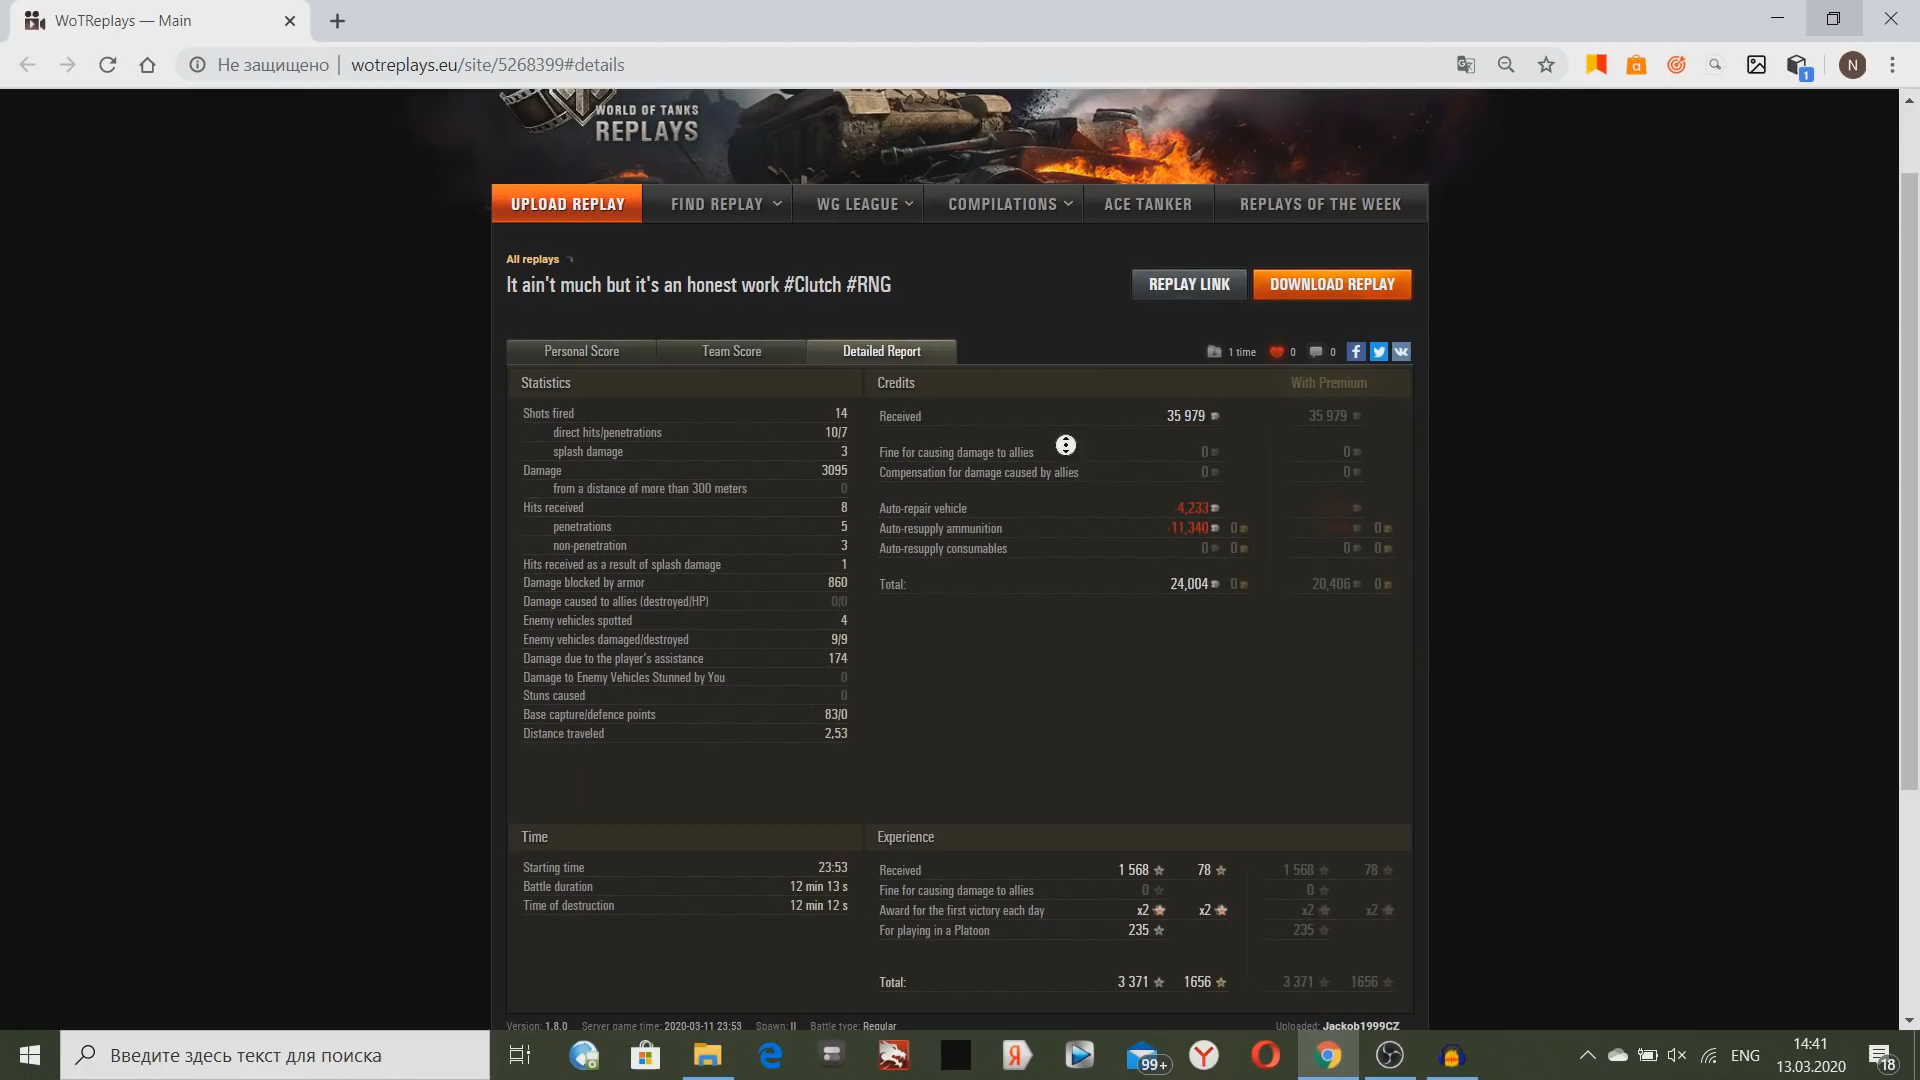 WoTReplays — Main
Не защищено | wotreplays.eu/site/5268399#details
N
1
WORLD OF TANKS
REPLAYS
UPLOAD REPLAY FIND REPLAY WG LEAGUE COMPILATIONS ACE TANKER REPLAYS OF THE WEEK
All replays
It ain't much but it's an honest work #Clutch #RNG
REPLAY LINK DOWNLOAD REPLAY
Personal Score Team Score Detailed Report 1 time 0 0
Statistics
Shots fired 14
direct hits/penetrations 10/7
splash damage 3
Damage 3095
from a distance of more than 300 meters 0
Hits received 8
penetrations 5
non-penetration 3
Hits received as a result of splash damage 1
Damage blocked by armor 860
Damage caused to allies (destroyed/HP) 0/0
Enemy vehicles spotted 4
Enemy vehicles damaged/destroyed 9/9
Damage due to the player's assistance 174
Damage to Enemy Vehicles Stunned by You 0
Stuns caused 0
Base capture/defence points 83/0
Distance traveled 2,53
Credits With Premium
Received 35 979 35 979
Fine for causing damage to allies 0 0
Compensation for damage caused by allies 0 0
Auto-repair vehicle -4,233
Auto-resupply ammunition -11,340 0 0
Auto-resupply consumables 0 0 0 0
Total: 24,004 0 20,406 0
Time
Starting time 23:53
Battle duration 12 min 13 s
Time of destruction 12 min 12 s
Experience
Received 1 568 78 1 568 78
Fine for causing damage to allies 0 0
Award for the first victory each day x2 x2 x2 x2
For playing in a Platoon 235 235
Total: 3 371 1656 3 371 1656
Version: 1.8.0 Server game time: 2020-03-11 23:53 Spawn: II Battle type: Regular Uploaded: Jackob1999CZ
Введите здесь текст для поиска
Я
99+
ENG
14:41
13.03.2020
18